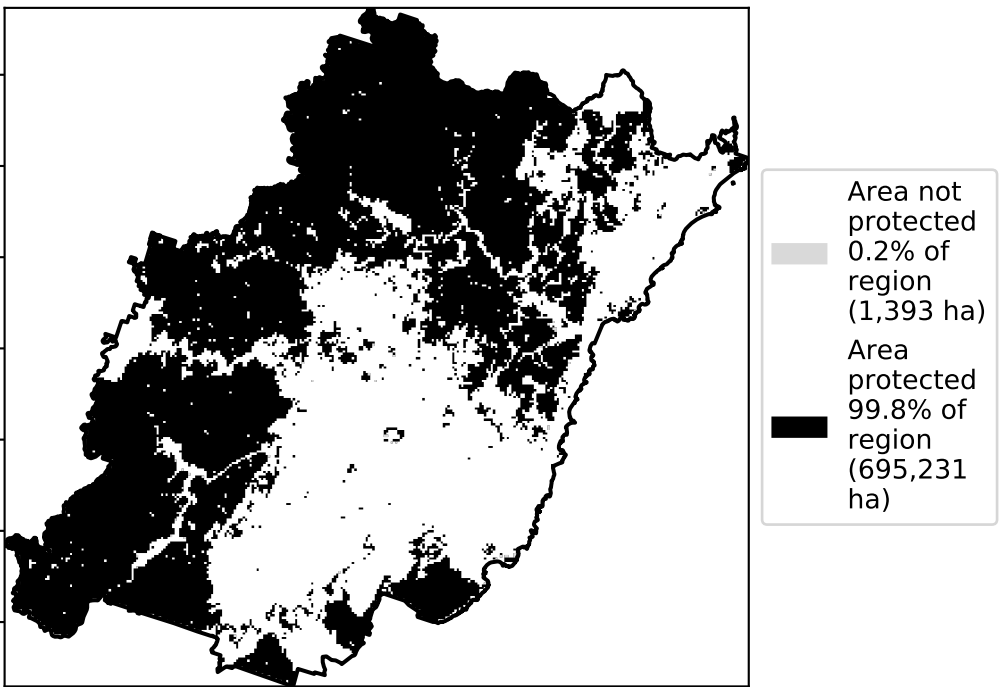 Area not
protected
0.2% of
region
(1,393 ha)
Area
protected
99.8% of
region
(695,231
ha)